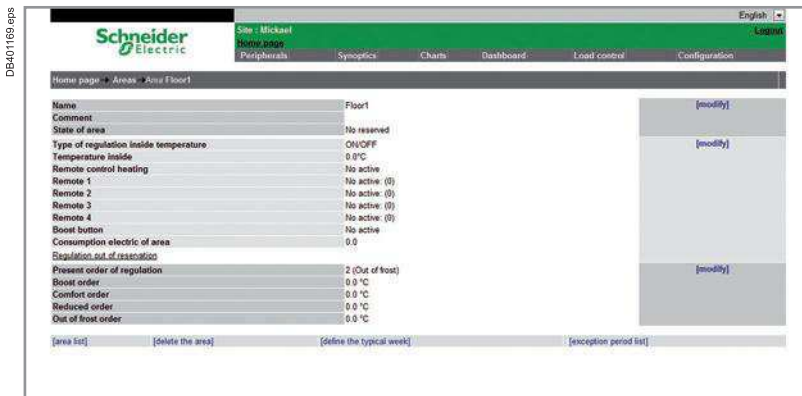 DB401169.eps
English
Schneider Electric
Site : Mickael
Logout
Home page
Peripherals Synoptics Charts Dashboard Load control Configuration
Home page Areas Area Floor1
Name Floor1 [modify]
Comment
State of area No reserved
Type of regulation inside temperature ON/OFF [modify]
Temperature inside 0.0°C
Remote control heating No active
Remote 1 No active: (0)
Remote 2 No active: (0)
Remote 3 No active: (0)
Remote 4 No active: (0)
Boost button No active
Consumption electric of area 0.0
Regulation out of reservation
Present order of regulation 2 (Out of frost) [modify]
Boost order 0.0 °C
Comfort order 0.0 °C
Reduced order 0.0 °C
Out of frost order 0.0 °C
[area list] [delete the area] [define the typical week] [exception period list]